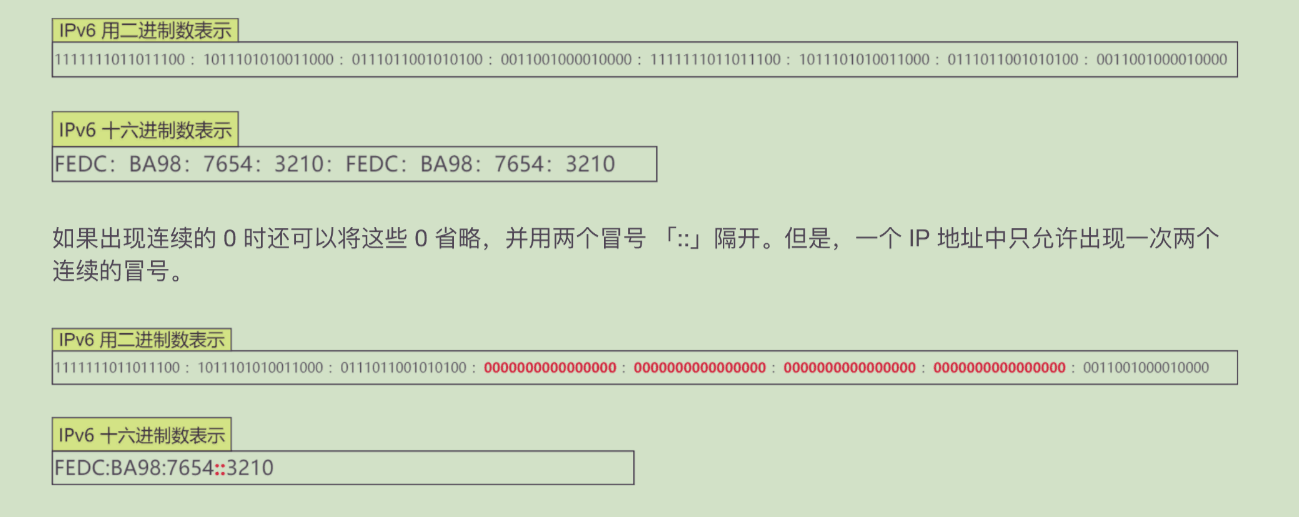 IPv6 用二进制数表示
1111111011011100 : 1011101010011000 : 0111011001010100 : 0011001000010000 : 1111111011011100 : 1011101010011000 : 0111011001010100 : 0011001000010000
IPv6 十六进制数表示
FEDC：BA98：7654：3210：FEDC：BA98：7654：3210
如果出现连续的 0 时还可以将这些 0 省略，并用两个冒号 「::」隔开。但是，一个 IP 地址中只允许出现一次两个
连续的冒号。
IPv6 用二进制数表示
1111111011011100 : 1011101010011000 : 0111011001010100 : 0000000000000000 : 0000000000000000 : 0000000000000000 : 0000000000000000 : 0011001000010000
IPv6 十六进制数表示
FEDC:BA98:7654::3210